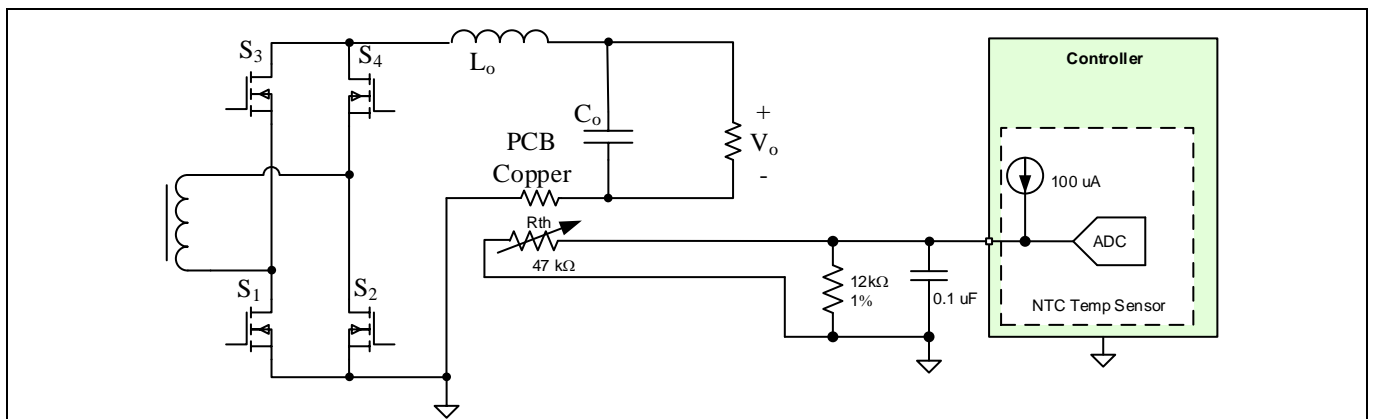 S3
S4
Lo
Co
+
Vo
-
PCB
Copper
Rth
47 kΩ
S1
S2
12kΩ
1%
0.1 uF
Controller
100 uA
ADC
NTC Temp Sensor